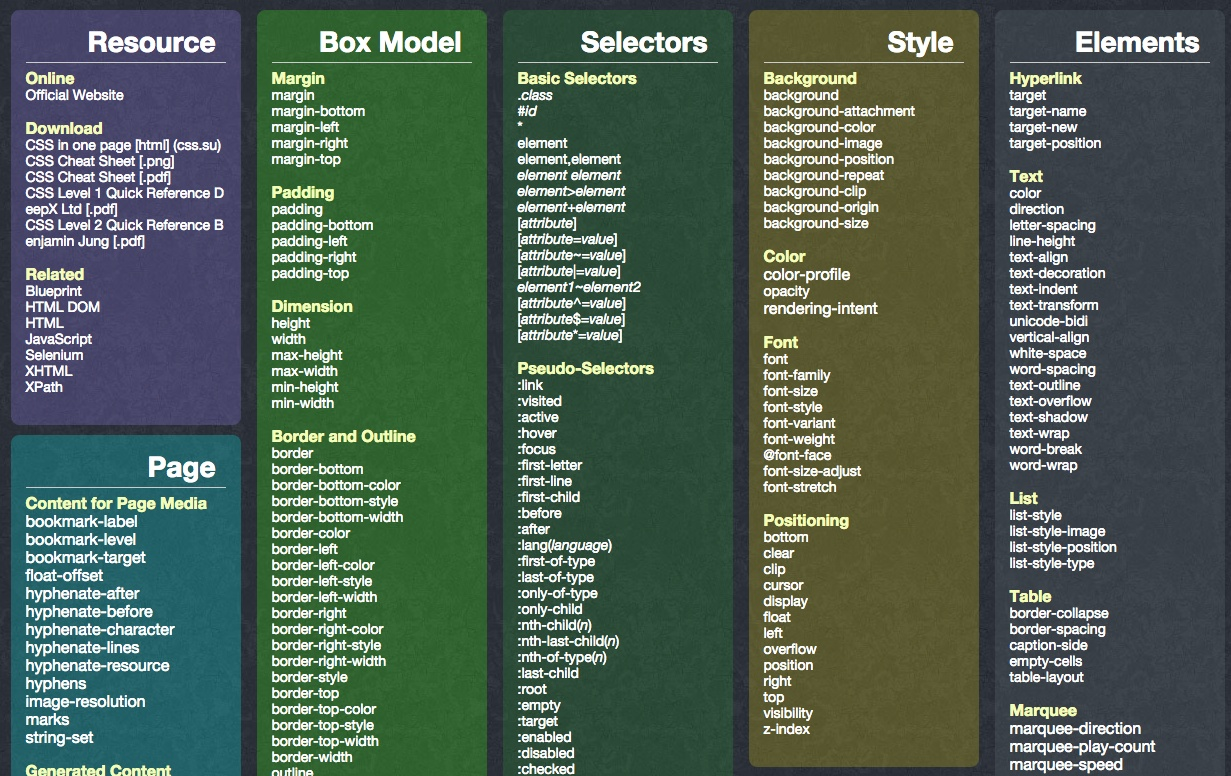 Resource
Online
Official Website
Download
CSS in one page [html] (css.su)
CSS Cheat Sheet [.png]
CSS Cheat Sheet [.pdf]
CSS Level 1 Quick Reference D
eepX Ltd [.pdf]
CSS Level 2 Quick Reference B
enjamin Jung [.pdf]
Related
Blueprint
HTML DOM
HTML
JavaScript
Selenium
XHTML
XPath
Page
Content for Page Media
bookmark-label
bookmark-level
bookmark-target
float-offset
hyphenate-after
hyphenate-before
hyphenate-character
hyphenate-lines
hyphenate-resource
hyphens
image-resolution
marks
string-set
Generated Content
Box Model
Margin
margin
margin-bottom
margin-left
margin-right
margin-top
Padding
padding
padding-bottom
padding-left
padding-right
padding-top
Dimension
height
width
max-height
max-width
min-height
min-width
Border and Outline
border
border-bottom
border-bottom-color
border-bottom-style
border-bottom-width
border-color
border-left
border-left-color
border-left-style
border-left-width
border-right
border-right-color
border-right-style
border-right-width
border-style
border-top
border-top-color
border-top-style
border-top-width
border-width
outline
Selectors
Basic Selectors
.class
#id
*
element
element,element
element element
element>element
element+element
[attribute]
[attribute=value]
[attribute~=value]
[attribute|=value]
element1~element2
[attribute^=value]
[attribute$=value]
[attribute*=value]
Pseudo-Selectors
:link
:visited
:active
:hover
:focus
:first-letter
:first-line
:first-child
:before
:after
:lang(language)
:first-of-type
:last-of-type
:only-of-type
:only-child
:nth-child(n)
:nth-last-child(n)
:nth-of-type(n)
:last-child
:root
:empty
:target
:enabled
:disabled
:checked
Style
Background
background
background-attachment
background-color
background-image
background-position
background-repeat
background-clip
background-origin
background-size
Color
color-profile
opacity
rendering-intent
Font
font
font-family
font-size
font-style
font-variant
font-weight
@font-face
font-size-adjust
font-stretch
Positioning
bottom
clear
clip
cursor
display
float
left
overflow
position
right
top
visibility
z-index
Elements
Hyperlink
target
target-name
target-new
target-position
Text
color
direction
letter-spacing
line-height
text-align
text-decoration
text-indent
text-transform
unicode-bidi
vertical-align
white-space
word-spacing
text-outline
text-overflow
text-shadow
text-wrap
word-break
word-wrap
List
list-style
list-style-image
list-style-position
list-style-type
Table
border-collapse
border-spacing
caption-side
empty-cells
table-layout
Marquee
marquee-direction
marquee-play-count
marquee-speed